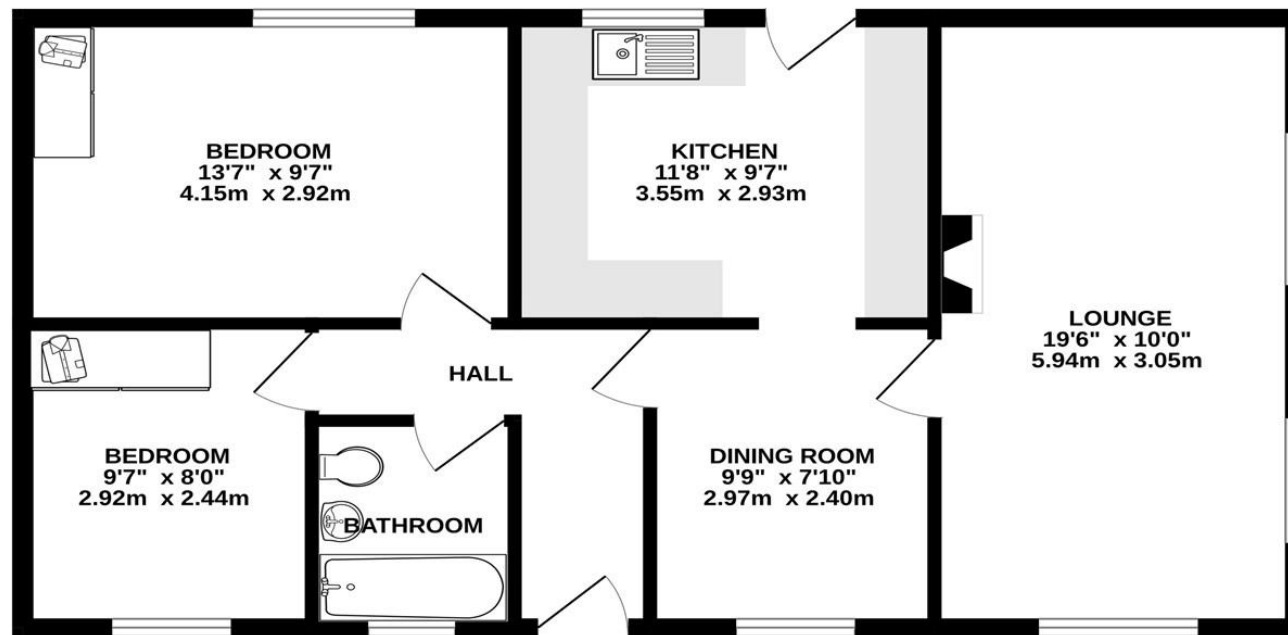 BEDROOM
13'7" x 9'7"
4.15m x 2.92m
KITCHEN
11'8" x 9'7"
3.55m x 2.93m
LOUNGE
19'6" x 10'0"
5.94m x 3.05m
HALL
BEDROOM
9'7" x 8'0"
2.92m x 2.44m
BATHROOM
DINING ROOM
9'9" x 7'10"
2.97m x 2.40m